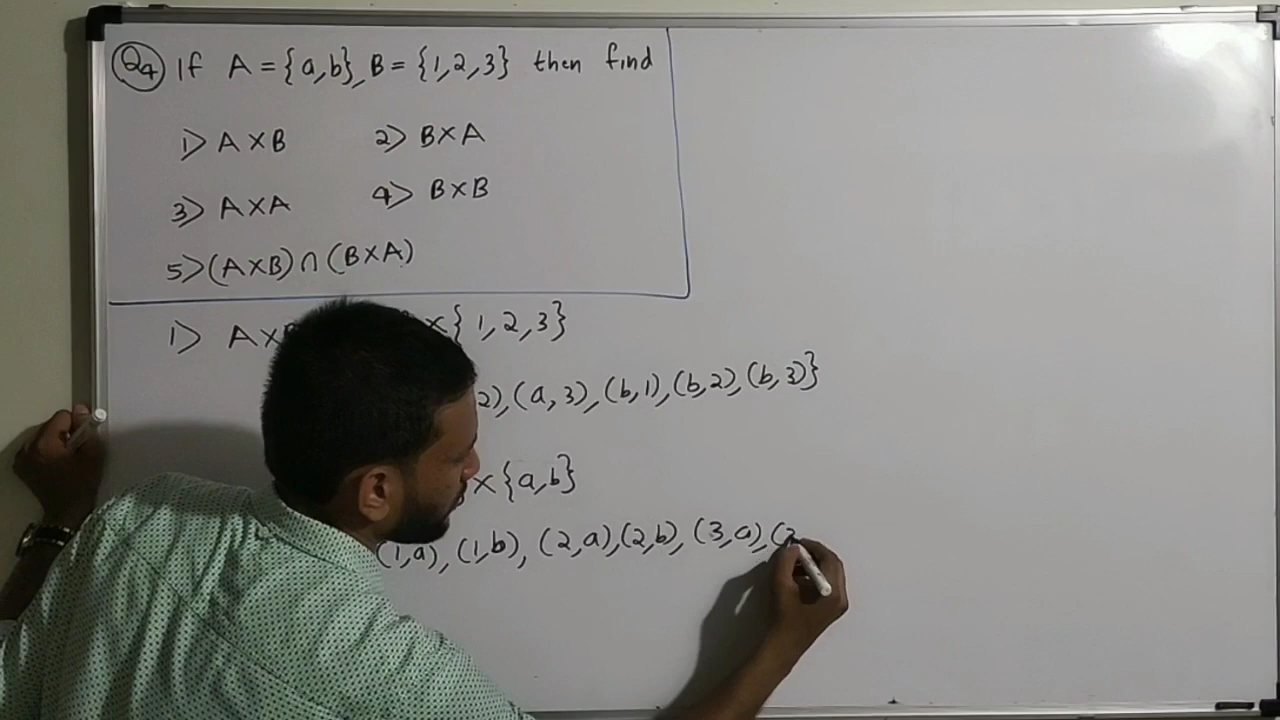 Q4 If A = {a,b}, B = {1,2,3} then find
1> A×B 2> B×A
3> A×A 4> B×B
5> (A×B)∩(B×A)
1> A× ×{1,2,3}
2),(a,3),(b,1),(b,2),(b,3)}
×{a,b}
(1,a),(1,b),(2,a),(2,b),(3,a),(3